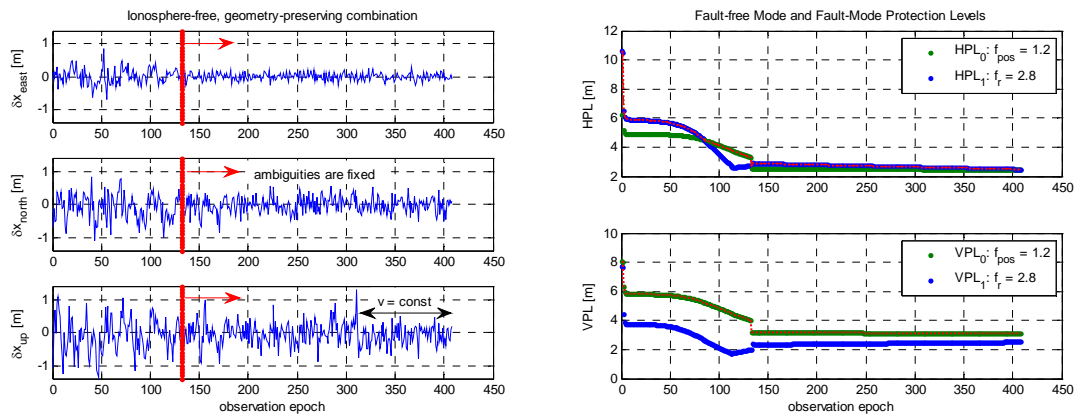 Ionosphere-free, geometry-preserving combination
δx_east [m]
1
0
-1
0 50 100 150 200 250 300 350 400 450
δx_north [m]
1
0
-1
ambiguities are fixed
0 50 100 150 200 250 300 350 400 450
δx_up [m]
1
0
-1
v = const
0 50 100 150 200 250 300 350 400 450
observation epoch
Fault-free Mode and Fault-Mode Protection Levels
HPL [m]
12
10
8
6
4
2
HPL_0: f_pos = 1.2
HPL_1: f_r = 2.8
0 50 100 150 200 250 300 350 400 450
VPL [m]
10
8
6
4
2
0
VPL_0: f_pos = 1.2
VPL_1: f_r = 2.8
0 50 100 150 200 250 300 350 400 450
observation epoch